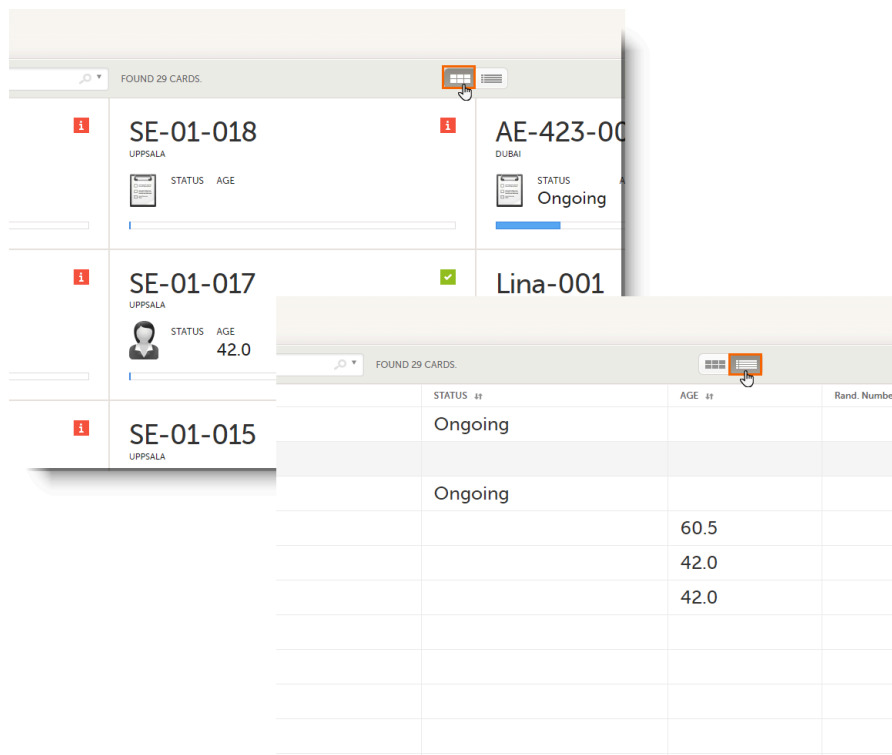 FOUND 29 CARDS.
SE-01-018
UPPSALA
STATUS AGE
AE-423-00
DUBAI
STATUS A
Ongoing
SE-01-017
UPPSALA
STATUS AGE
42.0
Lina-001
SE-01-015
UPPSALA
FOUND 29 CARDS.
STATUS AGE Rand. Numbe
Ongoing
Ongoing
60.5
42.0
42.0